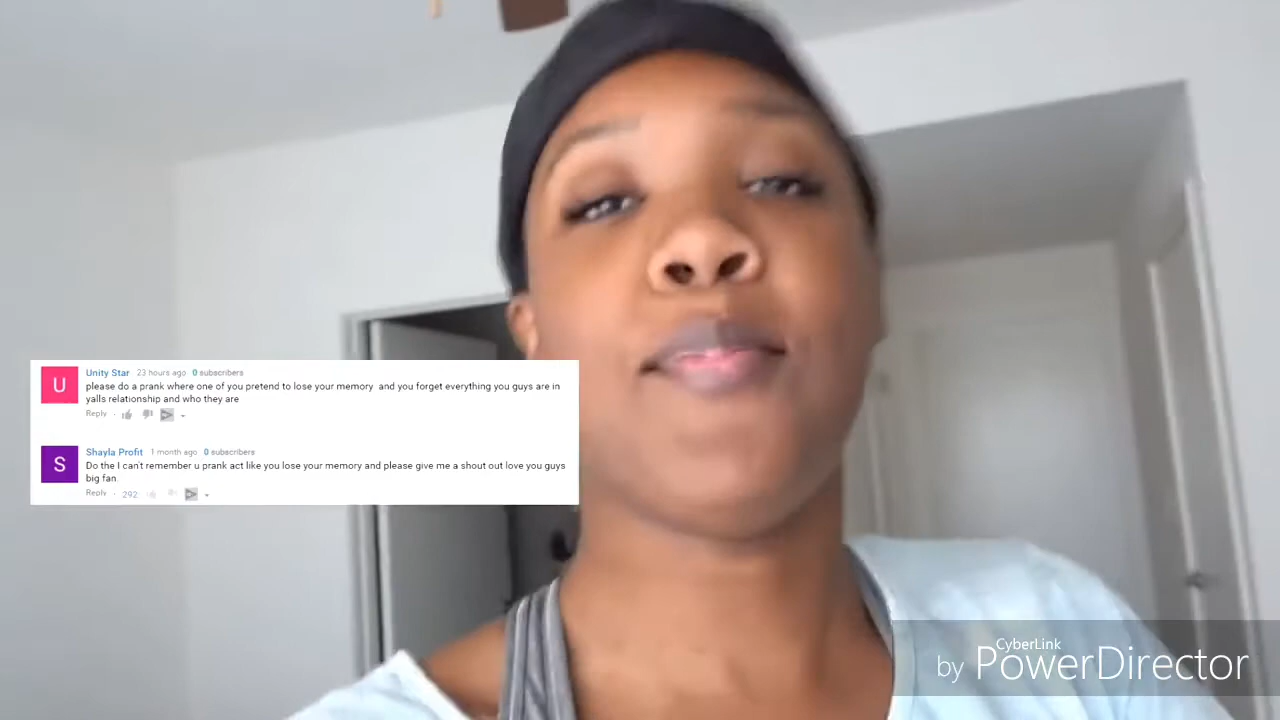 U
Unity Star 23 hours ago 0 subscribers
please do a prank where one of you pretend to lose your memory and you forget everything you guys are in
yalls relationship and who they are
Reply
S
Shayla Profit 1 month ago 0 subscribers
Do the I can't remember u prank act like you lose your memory and please give me a shout out love you guys
big fan
Reply 292
CyberLink
by PowerDirector